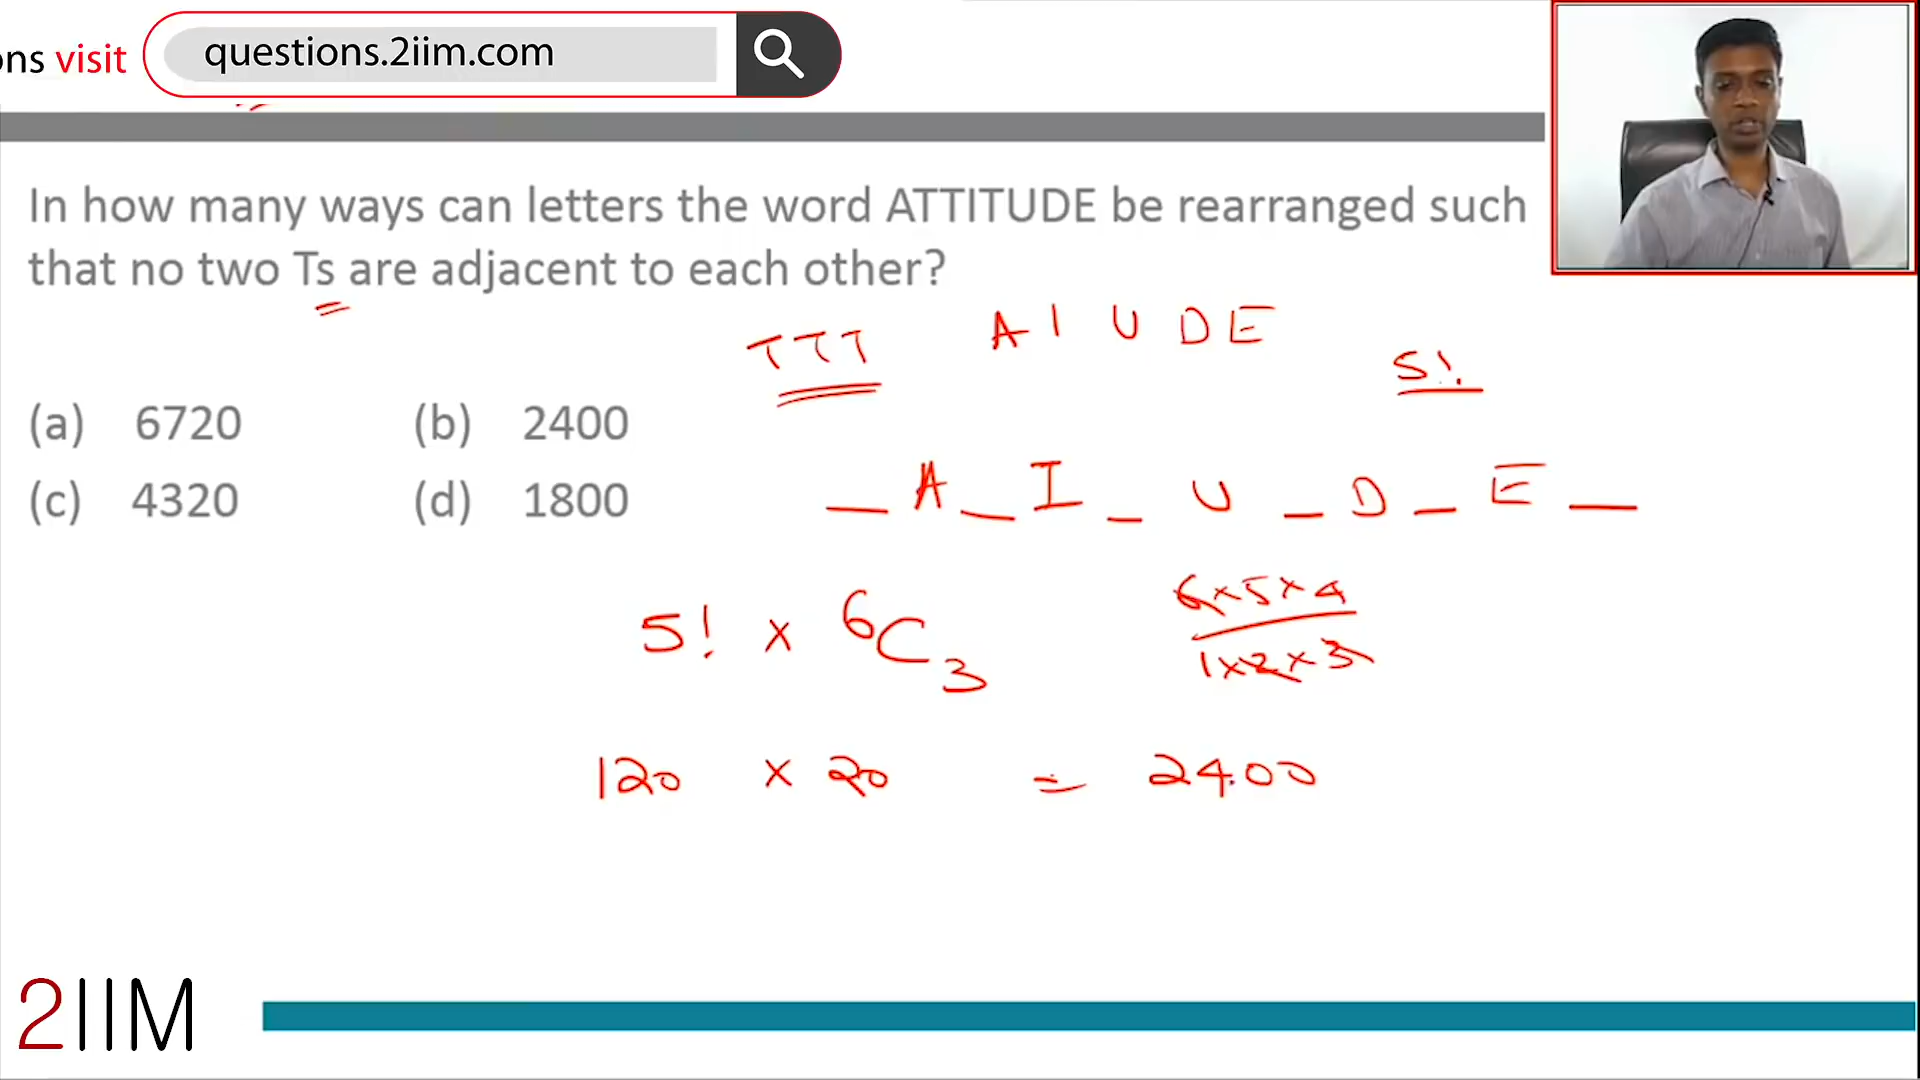 ons visit questions.2iim.com
In how many ways can letters the word ATTITUDE be rearranged such
that no two Ts are adjacent to each other?
TTT A I U D E
5!
(a) 6720 (b) 2400
(c) 4320 (d) 1800
_ A _ I _ U _ D _ E _
5! × ⁶C₃
6×5×4
1×2×3
120 × 20 = 2400
2IIM